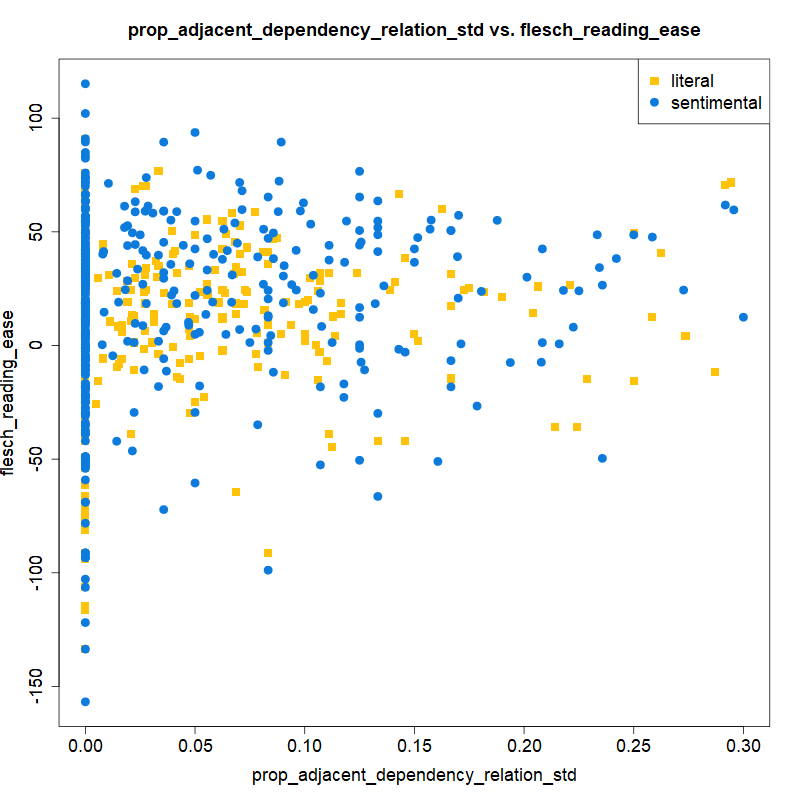 prop_adjacent_dependency_relation_std vs. flesch_reading_ease
literal
sentimental
100
50
0
-50
-100
-150
flesch_reading_ease
0.00 0.05 0.10 0.15 0.20 0.25 0.30
prop_adjacent_dependency_relation_std